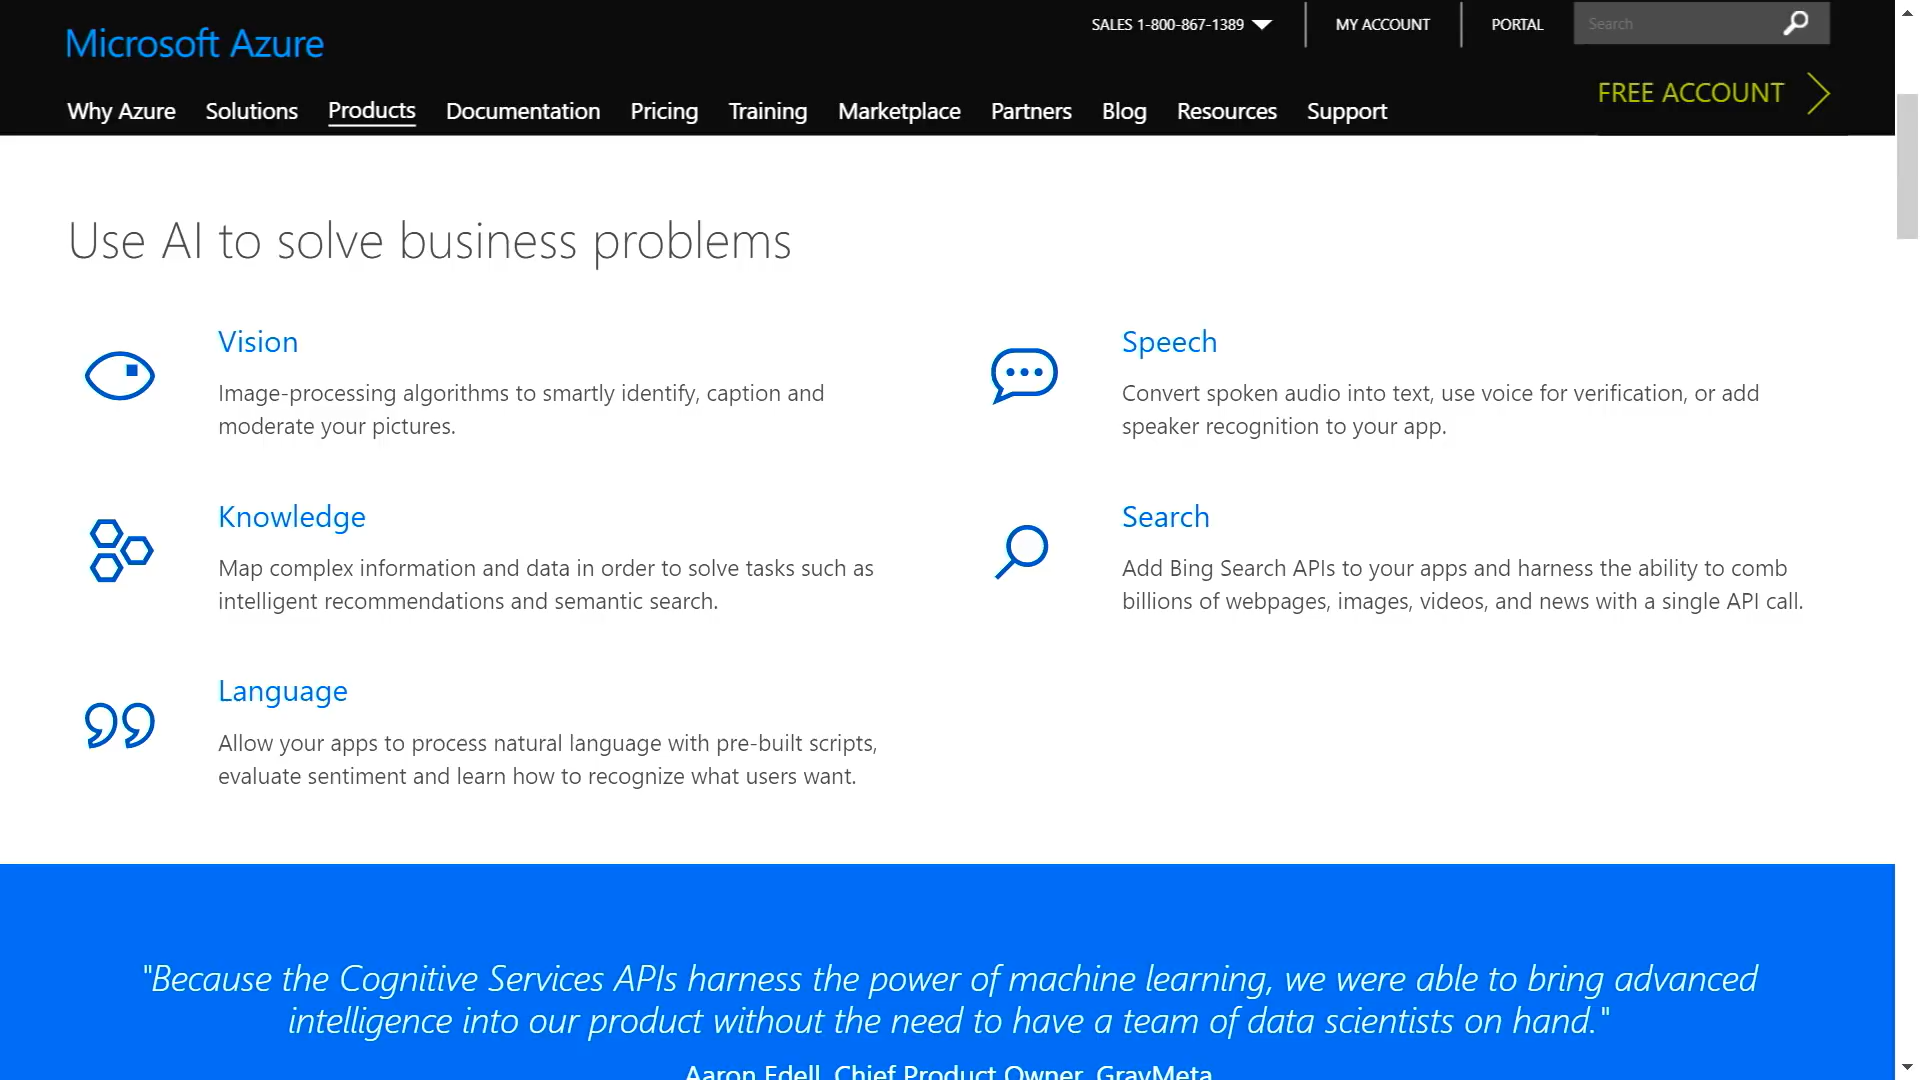 SALES 1-800-867-1389
MY ACCOUNT
PORTAL
Search
Microsoft Azure
FREE ACCOUNT
Why Azure Solutions Products Documentation Pricing Training Marketplace Partners Blog Resources Support
Use AI to solve business problems
Vision
Image-processing algorithms to smartly identify, caption and
moderate your pictures.
Speech
Convert spoken audio into text, use voice for verification, or add
speaker recognition to your app.
Knowledge
Map complex information and data in order to solve tasks such as
intelligent recommendations and semantic search.
Search
Add Bing Search APIs to your apps and harness the ability to comb
billions of webpages, images, videos, and news with a single API call.
Language
Allow your apps to process natural language with pre-built scripts,
evaluate sentiment and learn how to recognize what users want.
"Because the Cognitive Services APIs harness the power of machine learning, we were able to bring advanced
intelligence into our product without the need to have a team of data scientists on hand."
Aaron Edell, Chief Product Owner, GrayMeta